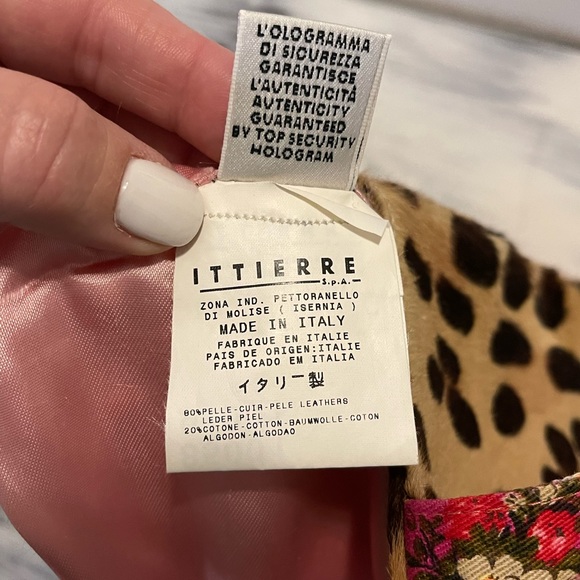 L'OLOGRAMMA
DI SICUREZZA
GARANTISCE
L'AUTENTICITÀ
AUTENTICITY
GUARANTEED
BY TOP SECURITY
HOLOGRAM
ITTIERRE
S.p.A.
ZONA IND. PETTORANELLO
DI MOLISE ( ISERNIA )
MADE IN ITALY
FABRIQUE EN ITALIE
PAIS DE ORIGEN:ITALIE
FABRICADO EM ITALIA
イタリー製
80%PELLE-CUIR-PELE LEATHERS
LEDER PIEL
20%COTONE-COTTON-BAUMWOLLE-COTON
ALGODON-ALGODAO